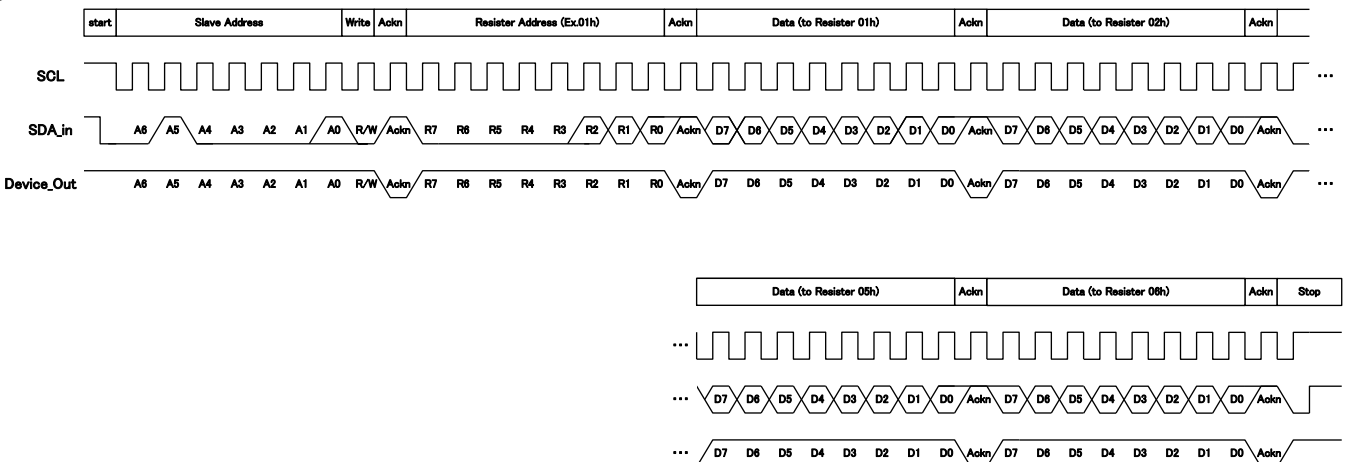 start Slave Address Write Ackn Resister Address (Ex.01h) Ackn Data (to Resister 01h) Ackn Data (to Resister 02h) Ackn
SCL ...
SDA_in A6 A5 A4 A3 A2 A1 A0 R/W Ackn R7 R6 R5 R4 R3 R2 R1 R0 Ackn D7 D6 D5 D4 D3 D2 D1 D0 Ackn D7 D6 D5 D4 D3 D2 D1 D0 Ackn ...
Device_Out A6 A5 A4 A3 A2 A1 A0 R/W Ackn R7 R6 R5 R4 R3 R2 R1 R0 Ackn D7 D6 D5 D4 D3 D2 D1 D0 Ackn D7 D6 D5 D4 D3 D2 D1 D0 Ackn ...
Data (to Resister 05h) Ackn Data (to Resister 06h) Ackn Stop
...
... D7 D6 D5 D4 D3 D2 D1 D0 Ackn D7 D6 D5 D4 D3 D2 D1 D0 Ackn
... D7 D6 D5 D4 D3 D2 D1 D0 Ackn D7 D6 D5 D4 D3 D2 D1 D0 Ackn